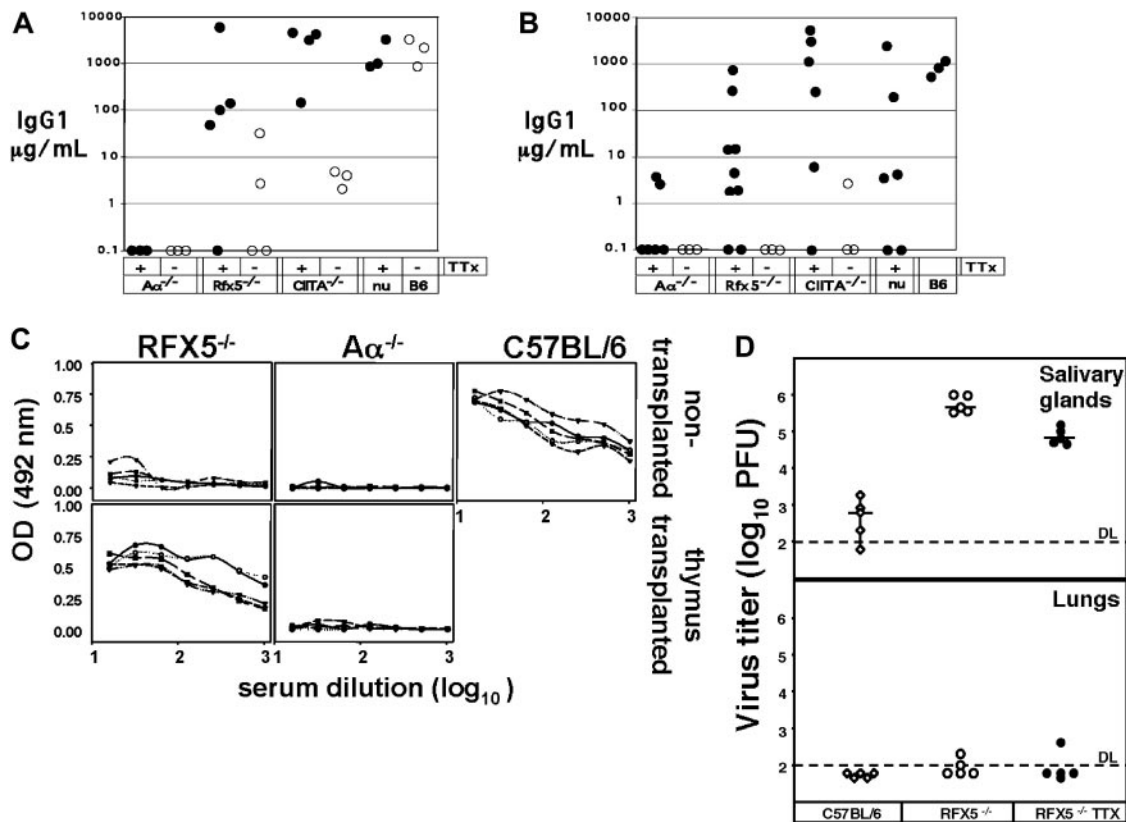 A
10000
1000
100
10
1
0.1
IgG1
µg/mL
+ - + - + - + - TTx
Aα-/- Rfx5-/- CIITA-/- nu B6
B
10000
1000
100
10
1
0.1
IgG1
µg/mL
+ - + - + - + TTx
Aα-/- Rfx5-/- CIITA-/- nu B6
C
RFX5-/- Aα-/- C57BL/6
1.00
0.75
0.50
0.25
0.00
1.00
0.75
0.50
0.25
0.00
OD (492 nm)
1 2 3
1 2 3 1 2 3
serum dilution (log10)
non-
transplanted
thymus
transplanted
D
Virus titer (log10 PFU)
Salivary
glands
6
5
4
3
2
DL
Lungs
6
5
4
3
2
DL
C57BL/6 RFX5 -/- RFX5 -/- TTX